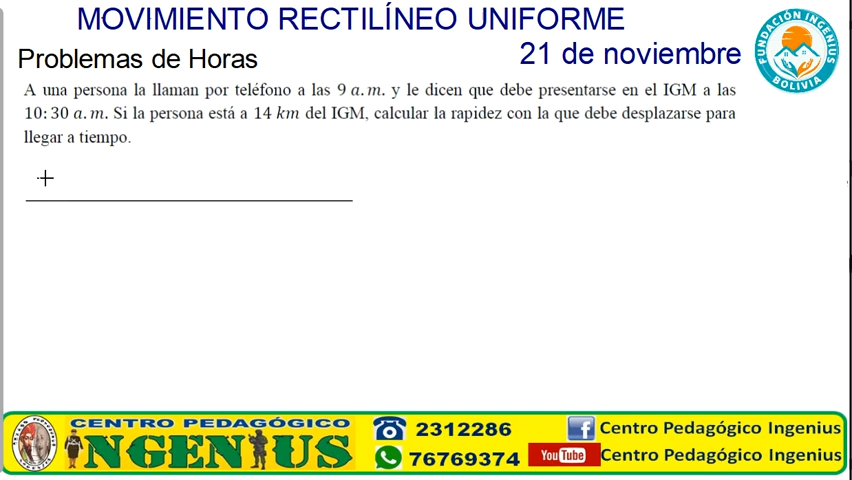 MOVIMIENTO RECTILÍNEO UNIFORME
Problemas de Horas
21 de noviembre
FUNDACIÓN INGENIUS
BOLIVIA
A una persona la llaman por teléfono a las 9 a.m. y le dicen que debe presentarse en el IGM a las
10:30 a.m. Si la persona está a 14 km del IGM, calcular la rapidez con la que debe desplazarse para
llegar a tiempo.
CENTRO PEDAGÓGICO
INGENIUS
2312286
76769374
Centro Pedagógico Ingenius
YouTube Centro Pedagógico Ingenius